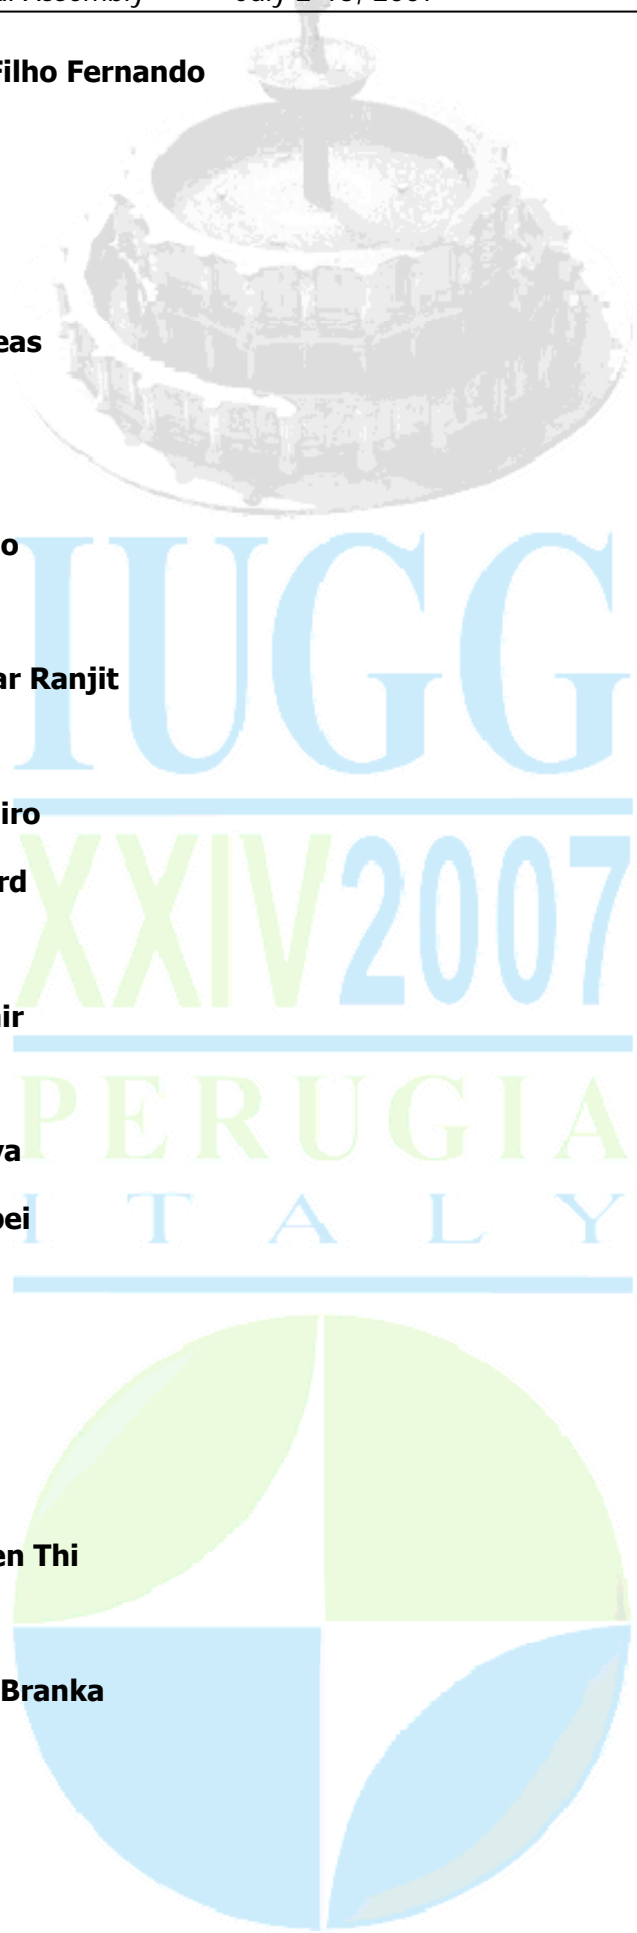 Filho Fernando
eas
o
ar Ranjit
iro
rd
ir
va
pei
en Thi
Branka
IUGG
XXIV2007
PERUGIA
ITALY